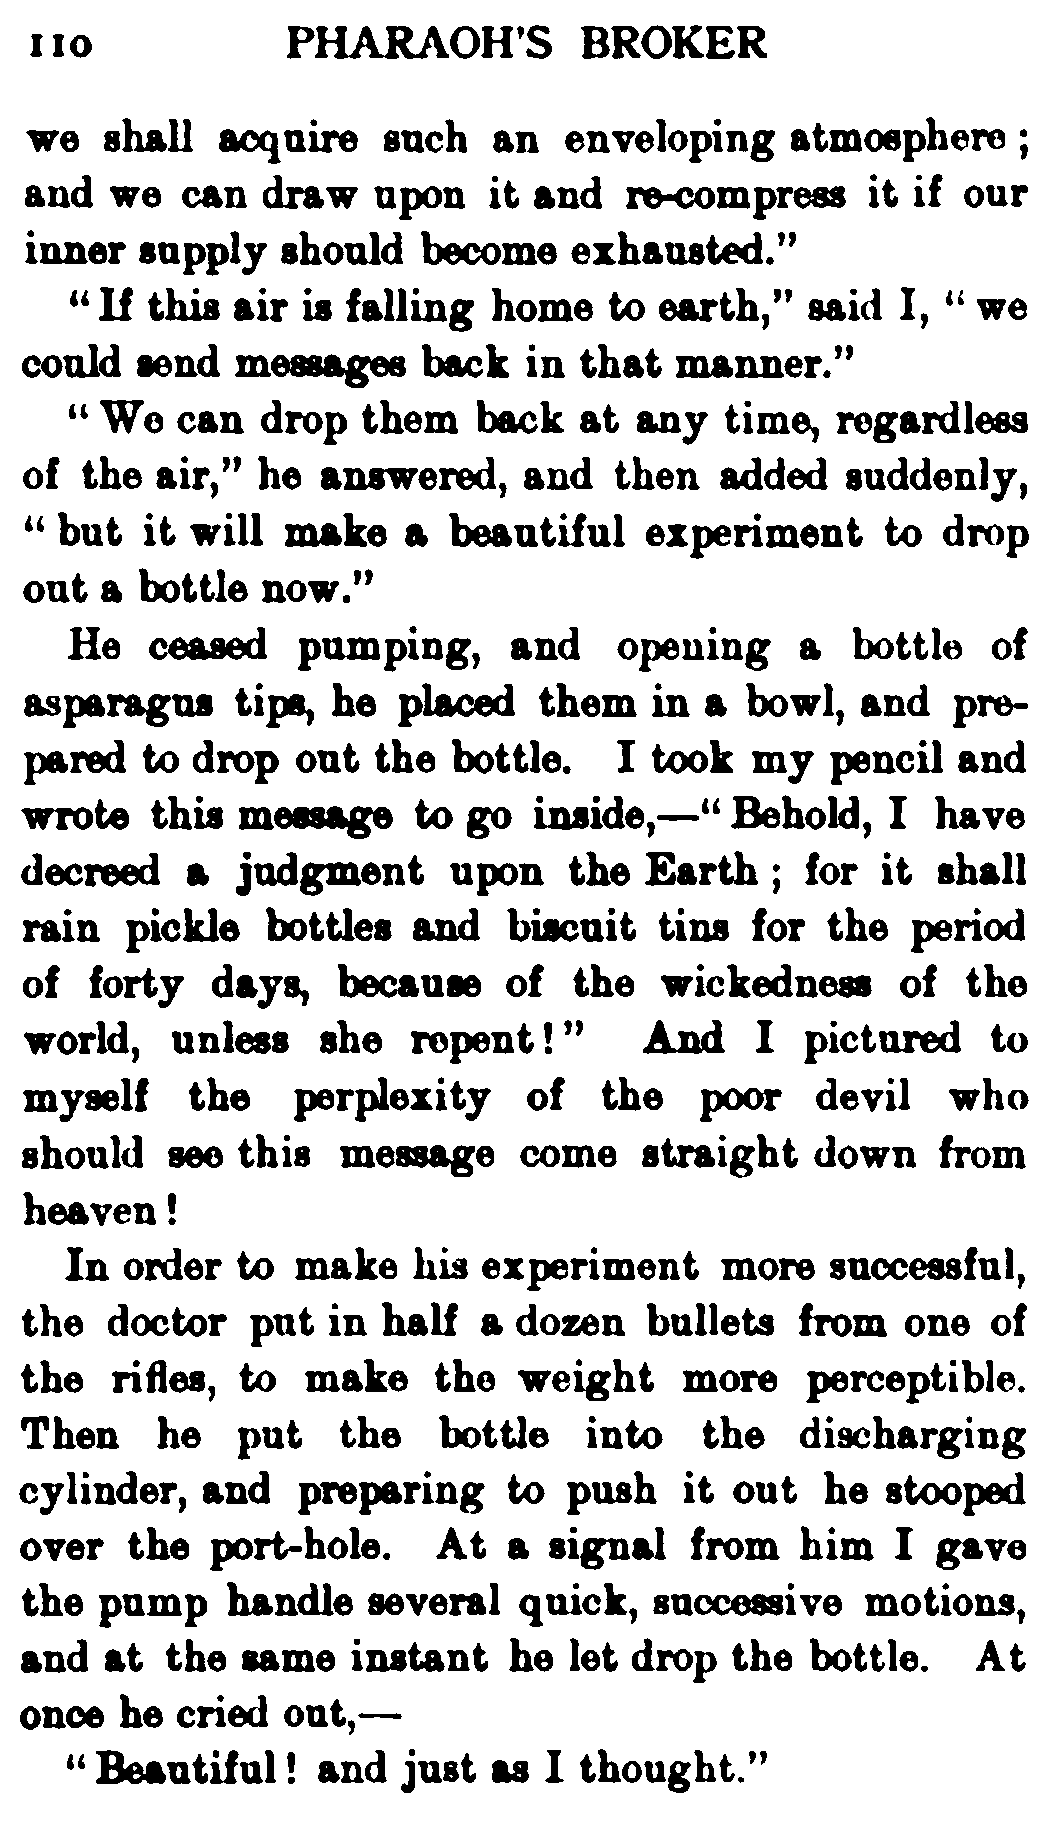 110 PHARAOH'S BROKER
we shall acquire such an enveloping atmosphere ;
and we can draw upon it and re-compress it if our
inner supply should become exhausted."
"If this air is falling home to earth," said I, "we
could send messages back in that manner."
"We can drop them back at any time, regardless
of the air," he answered, and then added suddenly,
"but it will make a beautiful experiment to drop
out a bottle now."
He ceased pumping, and opening a bottle of
asparagus tips, he placed them in a bowl, and pre-
pared to drop out the bottle. I took my pencil and
wrote this message to go inside,—"Behold, I have
decreed a judgment upon the Earth ; for it shall
rain pickle bottles and biscuit tins for the period
of forty days, because of the wickedness of the
world, unless she repent!" And I pictured to
myself the perplexity of the poor devil who
should see this message come straight down from
heaven !
In order to make his experiment more successful,
the doctor put in half a dozen bullets from one of
the rifles, to make the weight more perceptible.
Then he put the bottle into the discharging
cylinder, and preparing to push it out he stooped
over the port-hole. At a signal from him I gave
the pump handle several quick, successive motions,
and at the same instant he let drop the bottle. At
once he cried out,—
"Beautiful! and just as I thought."